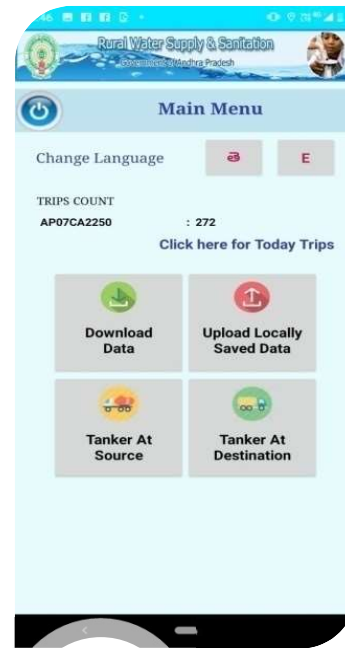 Rural Water Supply & Sanitation
Government of Andhra Pradesh
Main Menu
Change Language
తె
E
TRIPS COUNT
AP07CA2250 : 272
Click here for Today Trips
Download
Data
Upload Locally
Saved Data
Tanker At
Source
Tanker At
Destination